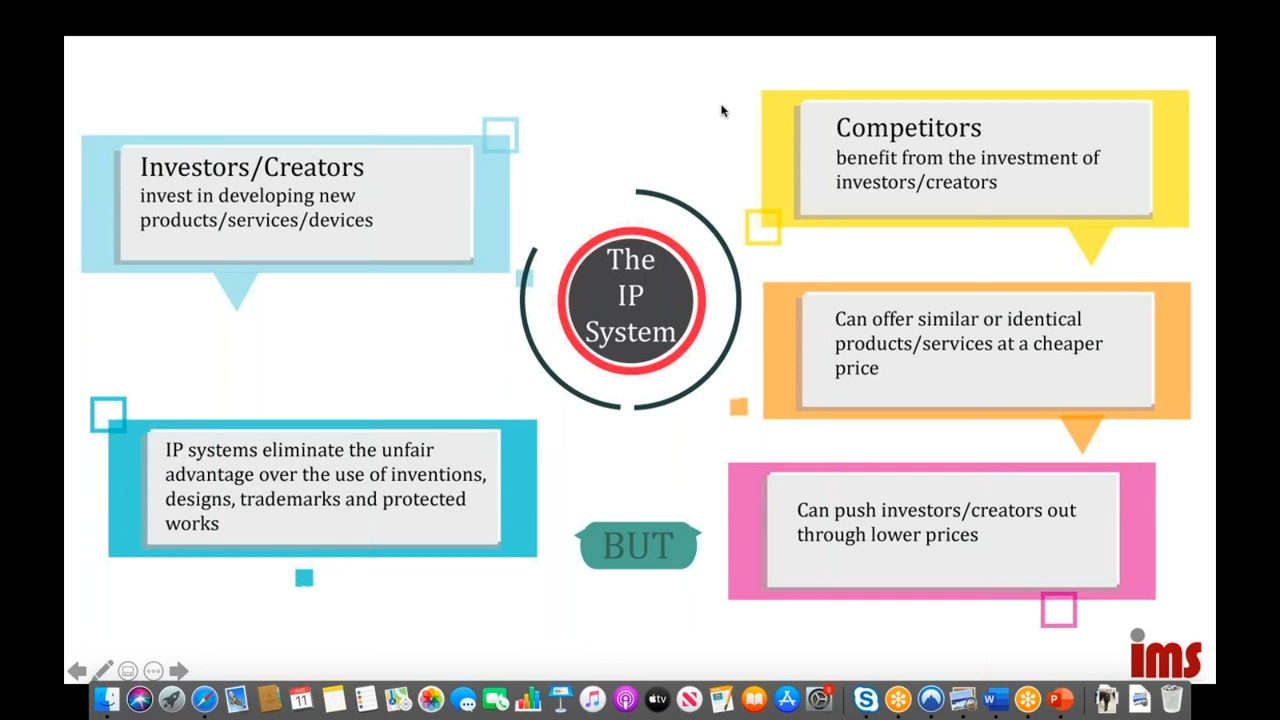 Investors/Creators
invest in developing new
products/services/devices
IP systems eliminate the unfair
advantage over the use of inventions,
designs, trademarks and protected
works
The
IP
System
BUT
Competitors
benefit from the investment of
investors/creators
Can offer similar or identical
products/services at a cheaper
price
Can push investors/creators out
through lower prices
ims
11
tv